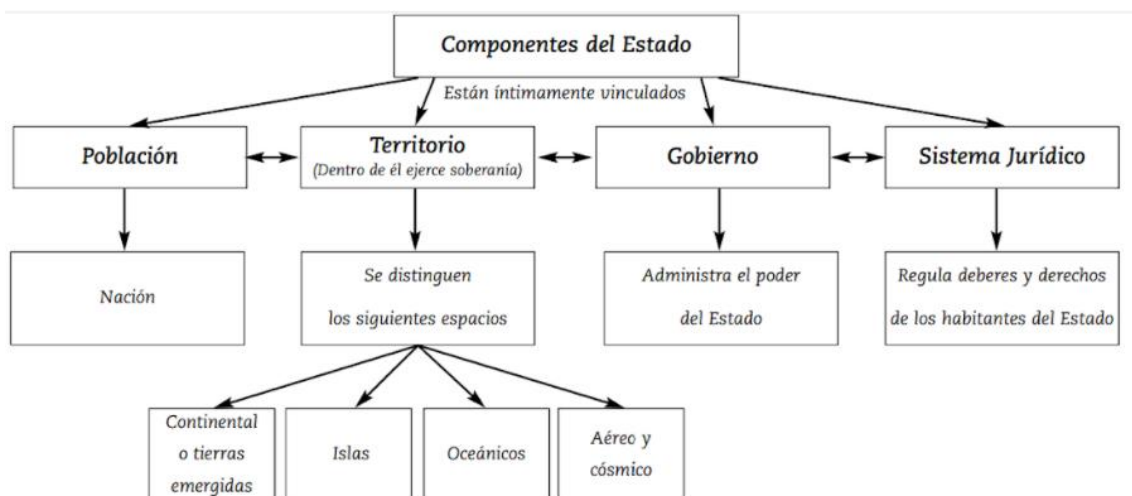 Componentes del Estado
Están íntimamente vinculados
Población
Territorio
(Dentro de él ejerce soberanía)
Gobierno
Sistema Jurídico
Nación
Se distinguen
los siguientes espacios
Administra el poder
del Estado
Regula deberes y derechos
de los habitantes del Estado
Continental
o tierras
emergidas
Islas
Oceánicos
Aéreo y
cósmico